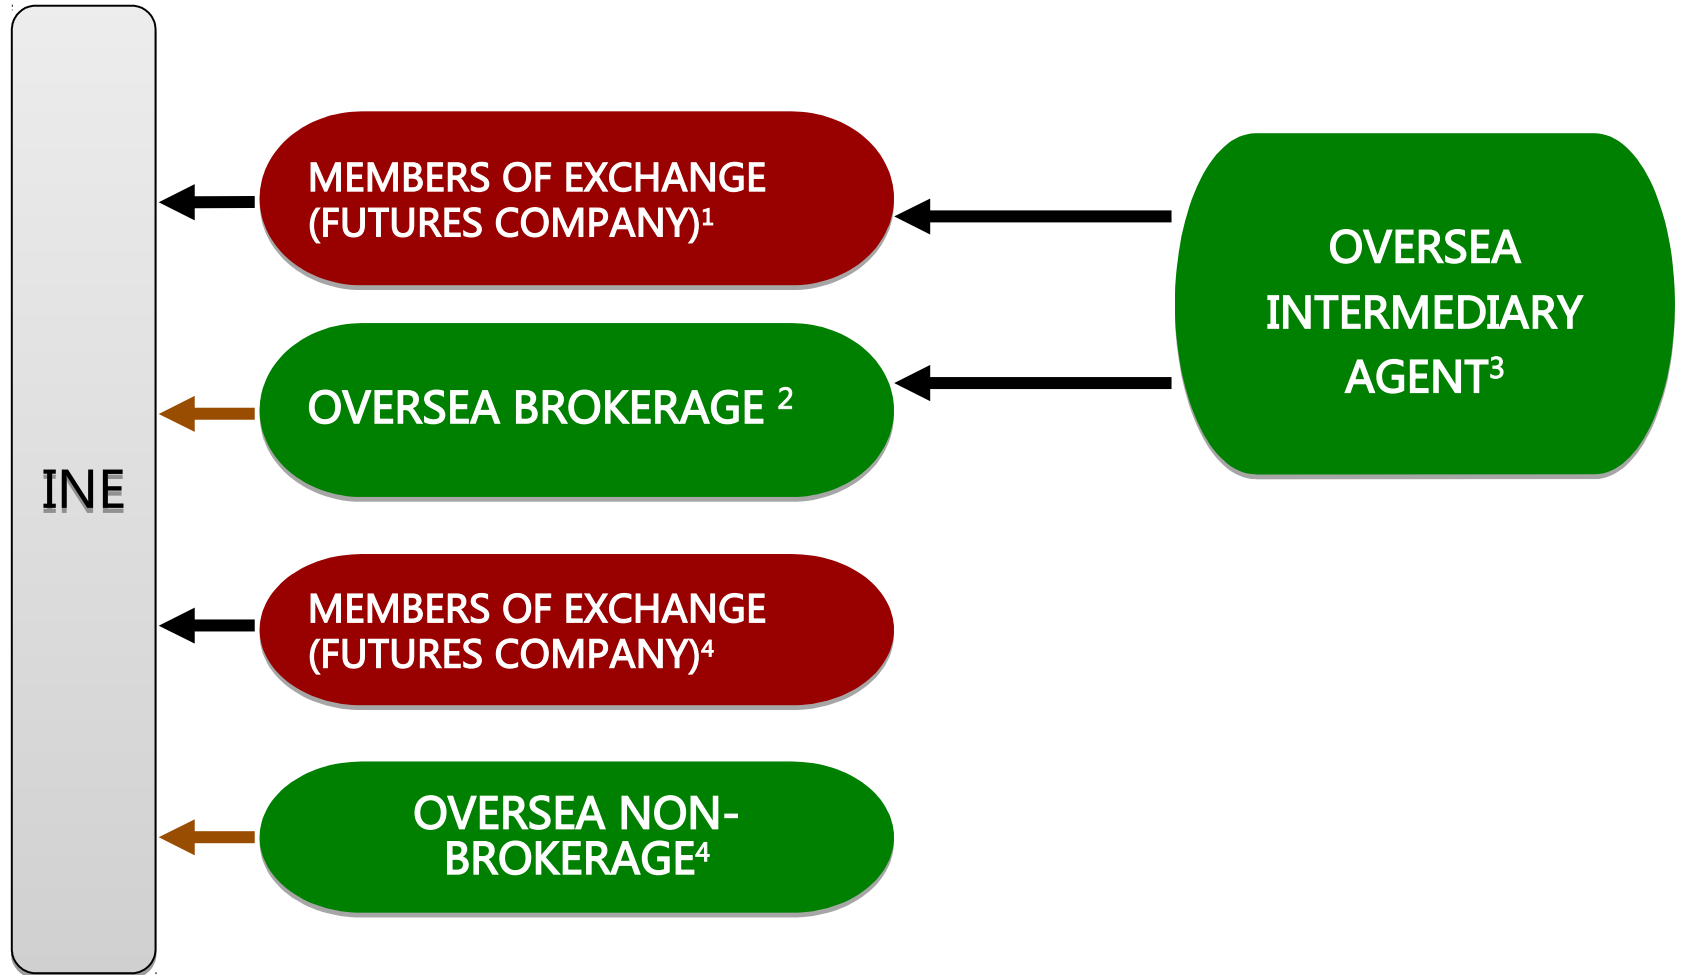 INE
MEMBERS OF EXCHANGE
(FUTURES COMPANY)¹
OVERSEA BROKERAGE ²
MEMBERS OF EXCHANGE
(FUTURES COMPANY)⁴
OVERSEA NON-
BROKERAGE⁴
OVERSEA
INTERMEDIARY
AGENT³